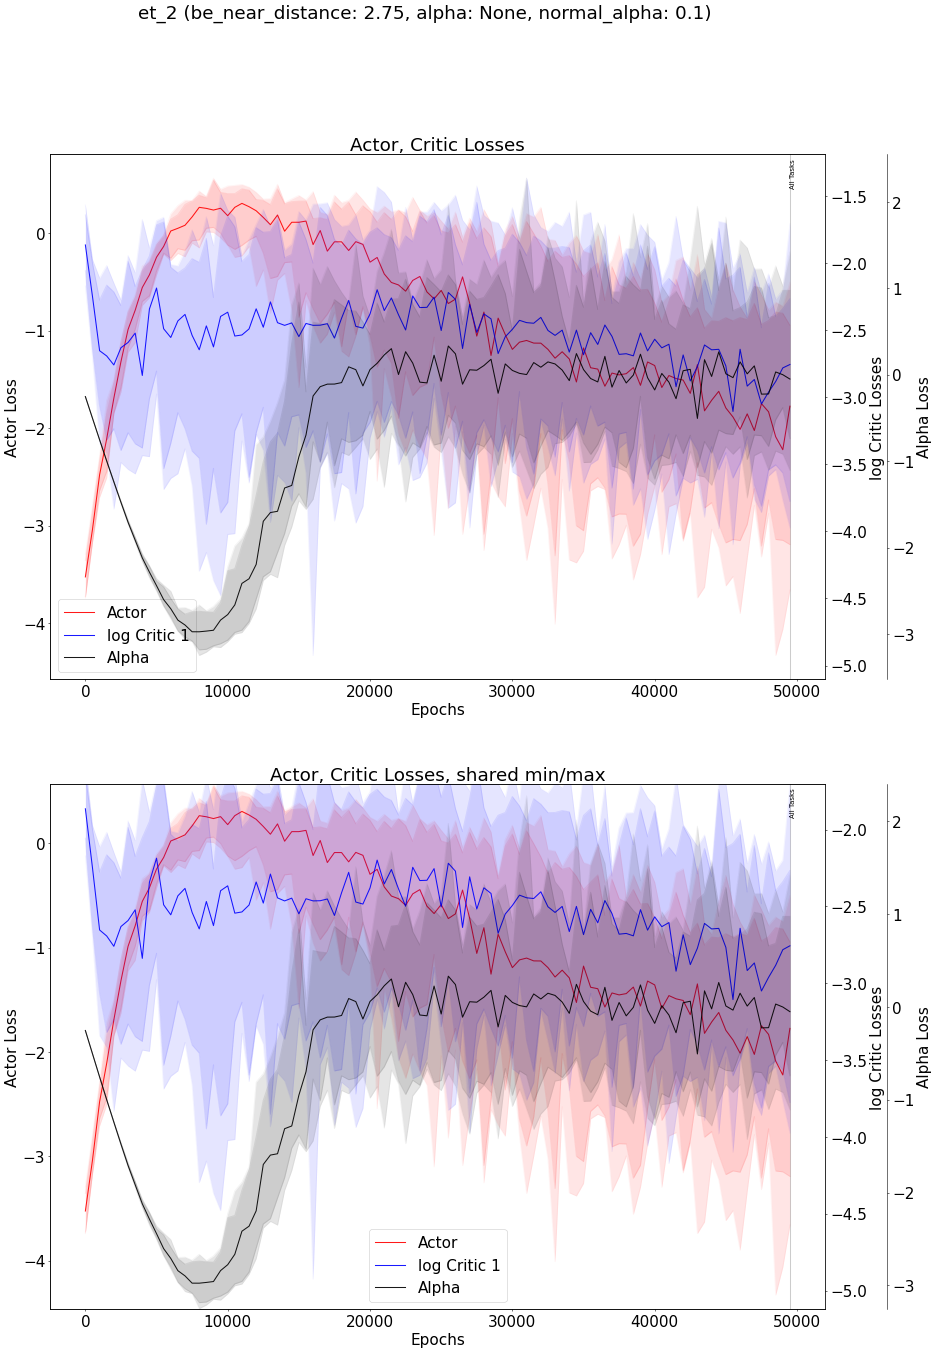 et_2 (be_near_distance: 2.75, alpha: None, normal_alpha: 0.1)
Actor, Critic Losses
All Tasks
0
−1
−2
−3
−4
Actor Loss
−1.5
−2.0
−2.5
−3.0
−3.5
−4.0
−4.5
−5.0
log Critic Losses
2
1
0
−1
−2
−3
Alpha Loss
Actor
log Critic 1
Alpha
0
10000
20000
30000
40000
50000
Epochs
Actor, Critic Losses, shared min/max
All Tasks
0
−1
−2
−3
−4
Actor Loss
−2.0
−2.5
−3.0
−3.5
−4.0
−4.5
−5.0
log Critic Losses
2
1
0
−1
−2
−3
Alpha Loss
Actor
log Critic 1
Alpha
0
10000
20000
30000
40000
50000
Epochs